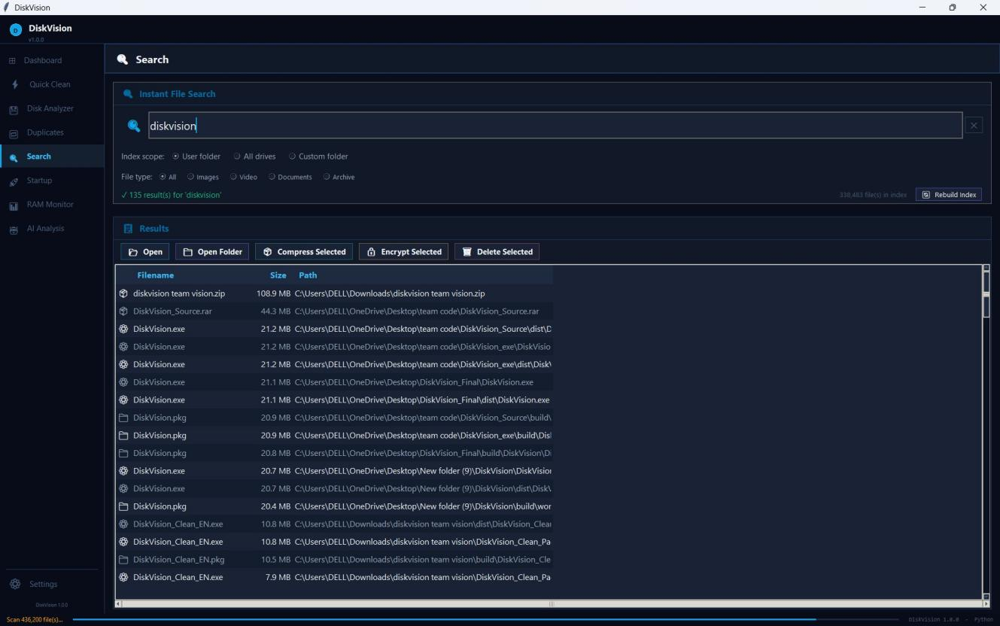 DiskVision
DiskVision
v1.0.0
Dashboard
Quick Clean
Disk Analyzer
Duplicates
Search
Startup
RAM Monitor
AI Analysis
Settings
DiskVision 1.0.0
Search
Instant File Search
diskvision
Index scope: User folder All drives Custom folder
File type: All Images Video Documents Archive
✓ 135 result(s) for 'diskvision'
338,483 file(s) in index Rebuild Index
Results
Open Open Folder Compress Selected Encrypt Selected Delete Selected
Filename Size Path
diskvision team vision.zip 108.9 MB C:\Users\DELL\Downloads\diskvision team vision.zip
DiskVision_Source.rar 44.3 MB C:\Users\DELL\OneDrive\Desktop\team code\DiskVision_Source.rar
DiskVision.exe 21.2 MB C:\Users\DELL\OneDrive\Desktop\team code\DiskVision_Source\dist\D
DiskVision.exe 21.2 MB C:\Users\DELL\OneDrive\Desktop\team code\DiskVision_exe\DiskVisio
DiskVision.exe 21.2 MB C:\Users\DELL\OneDrive\Desktop\team code\DiskVision_exe\dist\Disk\
DiskVision.exe 21.1 MB C:\Users\DELL\OneDrive\Desktop\DiskVision_Final\DiskVision.exe
DiskVision.exe 21.1 MB C:\Users\DELL\OneDrive\Desktop\DiskVision_Final\dist\DiskVision.exe
DiskVision.pkg 20.9 MB C:\Users\DELL\OneDrive\Desktop\team code\DiskVision_Source\build\
DiskVision.pkg 20.9 MB C:\Users\DELL\OneDrive\Desktop\team code\DiskVision_exe\build\Dis
DiskVision.pkg 20.8 MB C:\Users\DELL\OneDrive\Desktop\DiskVision_Final\build\DiskVision\Di
DiskVision.exe 20.7 MB C:\Users\DELL\OneDrive\Desktop\New folder (9)\DiskVision\DiskVision
DiskVision.exe 20.7 MB C:\Users\DELL\OneDrive\Desktop\New folder (9)\DiskVision\dist\Disk\
DiskVision.pkg 20.4 MB C:\Users\DELL\OneDrive\Desktop\New folder (9)\DiskVision\build\wor
DiskVision_Clean_EN.exe 10.8 MB C:\Users\DELL\Downloads\diskvision team vision\dist\DiskVision_Clea
DiskVision_Clean_EN.exe 10.8 MB C:\Users\DELL\Downloads\diskvision team vision\DiskVision_Clean_Pa
DiskVision_Clean_EN.pkg 10.5 MB C:\Users\DELL\Downloads\diskvision team vision\build\DiskVision_Cle
DiskVision_Clean_EN.exe 7.9 MB C:\Users\DELL\Downloads\diskvision team vision\DiskVision_Clean_Pa
Scan 436,200 file(s)...
DiskVision 1.0.0 - Python